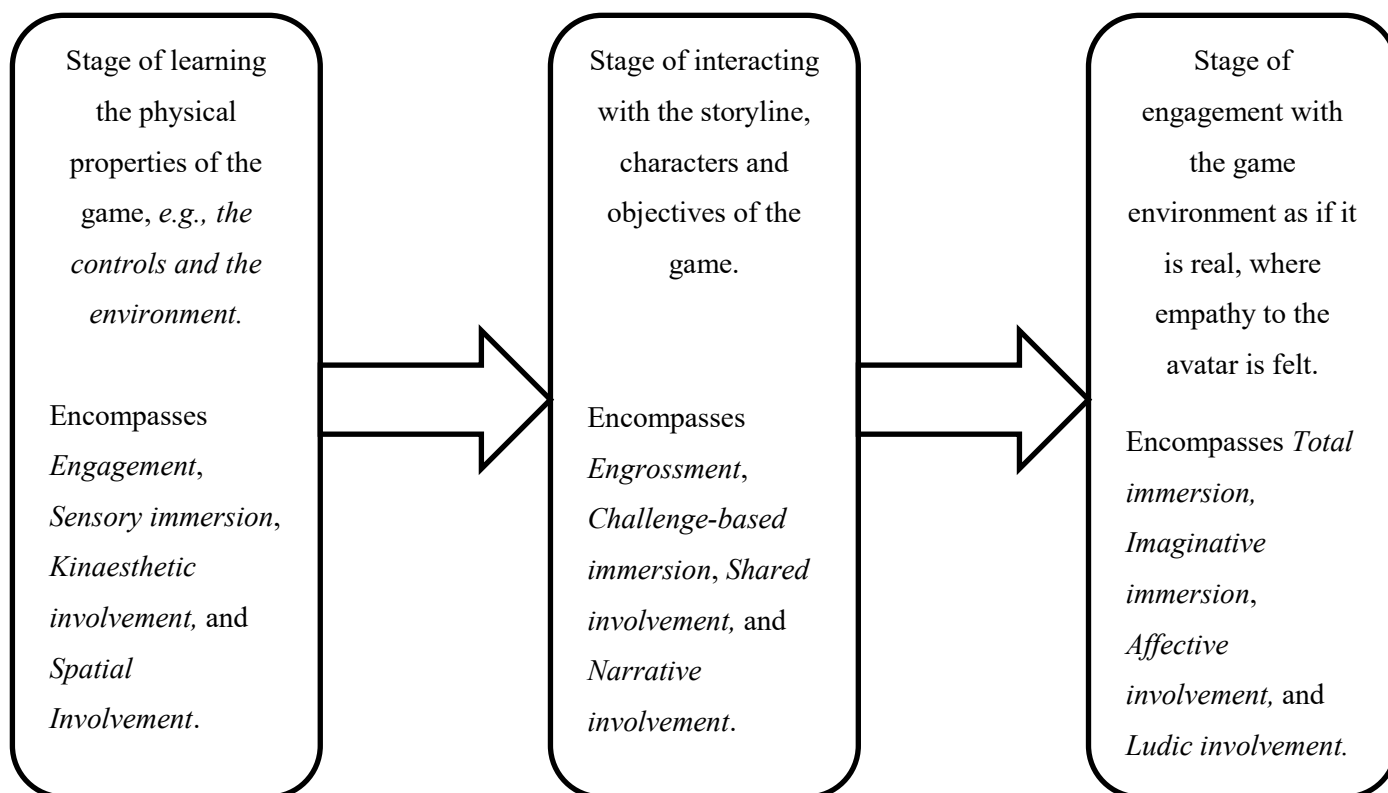 Stage of learning
the physical
properties of the
game, e.g., the
controls and the
environment.
Encompasses
Engagement,
Sensory immersion,
Kinaesthetic
involvement, and
Spatial
Involvement.
Stage of interacting
with the storyline,
characters and
objectives of the
game.
Encompasses
Engrossment,
Challenge-based
immersion, Shared
involvement, and
Narrative
involvement.
Stage of
engagement with
the game
environment as if it
is real, where
empathy to the
avatar is felt.
Encompasses Total
immersion,
Imaginative
immersion,
Affective
involvement, and
Ludic involvement.